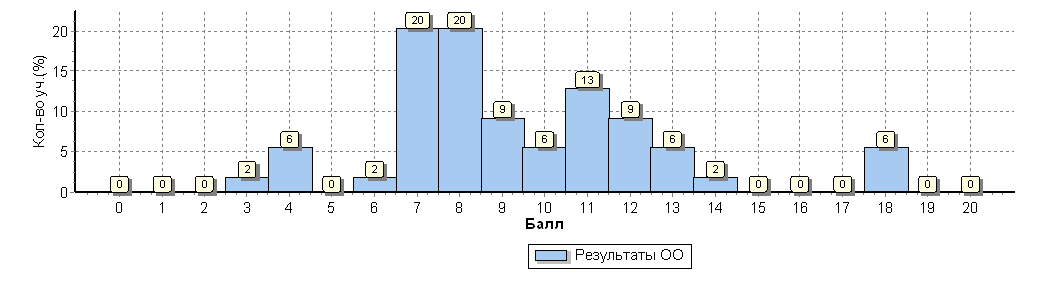 Кол-во уч.(%)
20
15
10
5
0
0 0 0 2 6 0 2 20 20 9 6 13 9 6 2 0 0 0 6 0 0
0 1 2 3 4 5 6 7 8 9 10 11 12 13 14 15 16 17 18 19 20
Балл
Результаты ОО